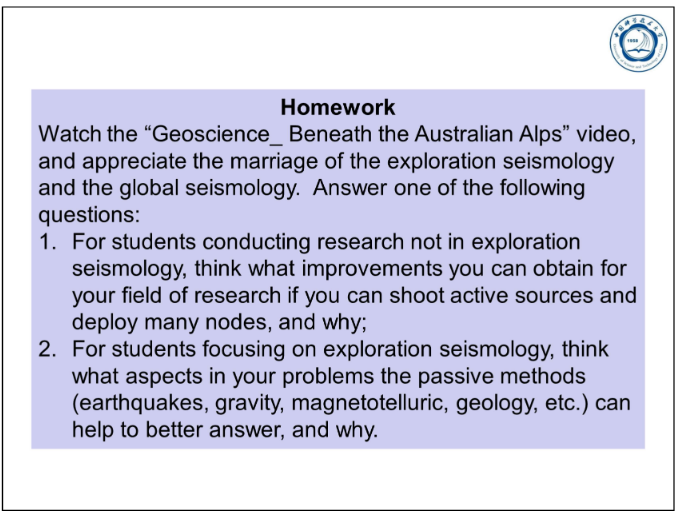 Homework
Watch the “Geoscience_ Beneath the Australian Alps” video,
and appreciate the marriage of the exploration seismology
and the global seismology.  Answer one of the following
questions:
1. For students conducting research not in exploration
seismology, think what improvements you can obtain for
your field of research if you can shoot active sources and
deploy many nodes, and why;
2. For students focusing on exploration seismology, think
what aspects in your problems the passive methods
(earthquakes, gravity, magnetotelluric, geology, etc.) can
help to better answer, and why.